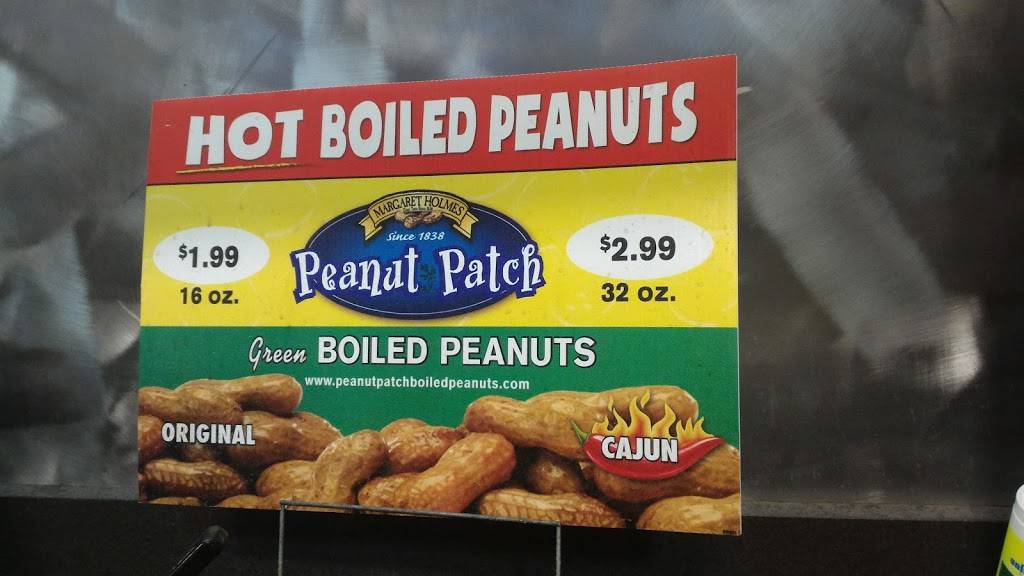 HOT BOILED PEANUTS
MARGARET HOLMES
Since 1838
Peanut Patch
$1.99
16 oz.
$2.99
32 oz.
Green BOILED PEANUTS
www.peanutpatchboiledpeanuts.com
ORIGINAL
CAJUN